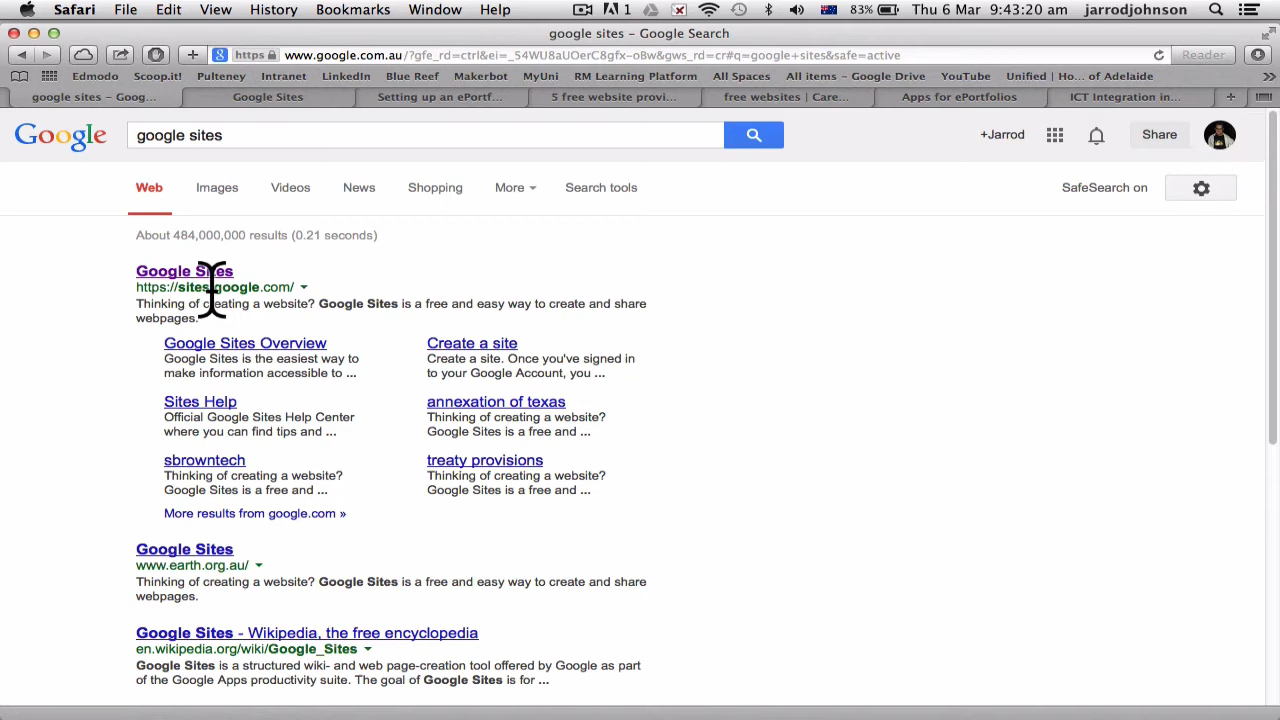 Safari File Edit View History Bookmarks Window Help 1 83% Thu 6 Mar 9:43:20 am jarrodjohnson
google sites - Google Search
https www.google.com.au/?gfe_rd=ctrl&ei=_54WU8aUOerC8gfx-oBw&gws_rd=cr#q=google+sites&safe=active Reader
Edmodo Scoop.it! Pulteney Intranet LinkedIn Blue Reef Makerbot MyUni RM Learning Platform All Spaces All items - Google Drive YouTube Unified | Ho... of Adelaide
google sites - Goog... Google Sites Setting up an ePortf... 5 free website provi... free websites | Care... Apps for ePortfolios ICT Integration in...
Google google sites +Jarrod Share
Web Images Videos News Shopping More Search tools SafeSearch on
About 484,000,000 results (0.21 seconds)
Google Sites
https://sites.google.com/
Thinking of creating a website? Google Sites is a free and easy way to create and share
webpages.
Google Sites Overview
Google Sites is the easiest way to
make information accessible to ...
Create a site
Create a site. Once you've signed in
to your Google Account, you ...
Sites Help
Official Google Sites Help Center
where you can find tips and ...
annexation of texas
Thinking of creating a website?
Google Sites is a free and ...
sbrowntech
Thinking of creating a website?
Google Sites is a free and ...
treaty provisions
Thinking of creating a website?
Google Sites is a free and ...
More results from google.com »
Google Sites
www.earth.org.au/
Thinking of creating a website? Google Sites is a free and easy way to create and share
webpages.
Google Sites - Wikipedia, the free encyclopedia
en.wikipedia.org/wiki/Google_Sites
Google Sites is a structured wiki- and web page-creation tool offered by Google as part
of the Google Apps productivity suite. The goal of Google Sites is for ...